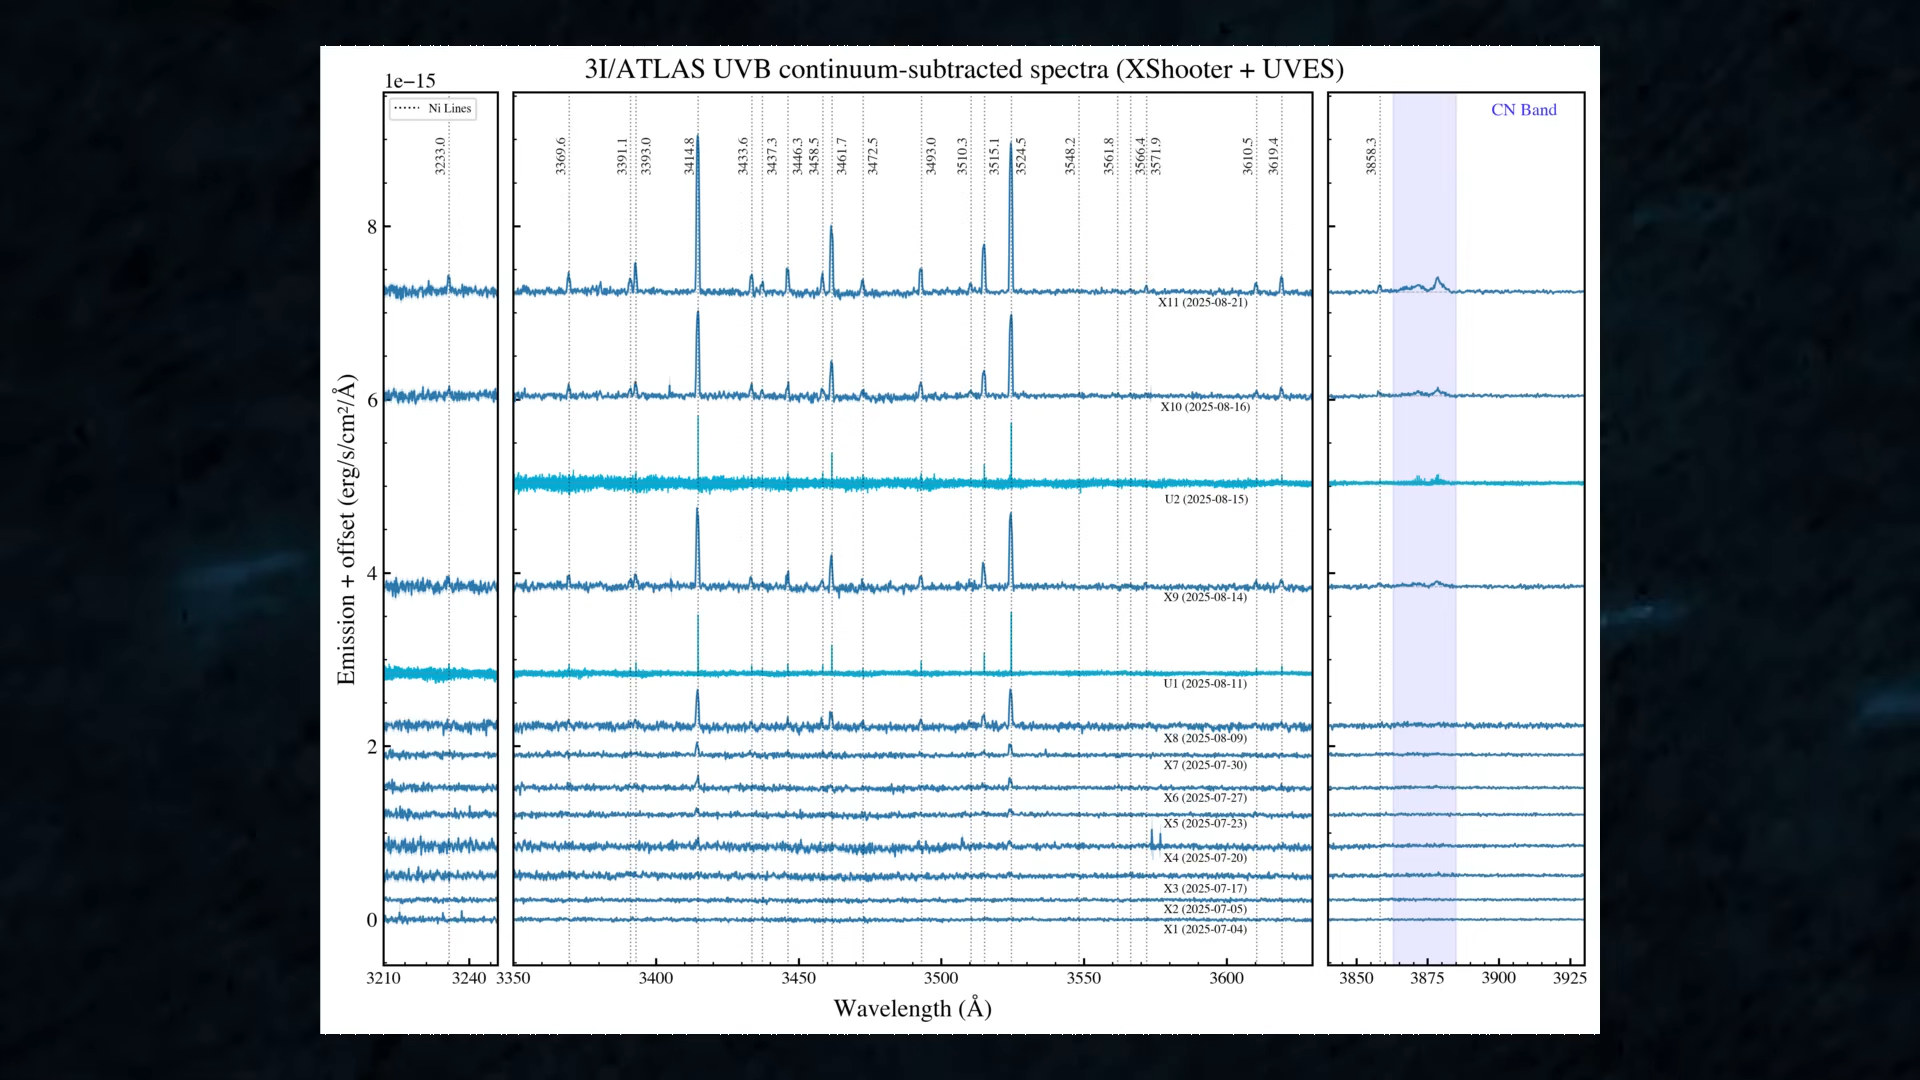 3I/ATLAS UVB continuum-subtracted spectra (XShooter + UVES)
1e−15
Ni Lines
CN Band
3233.0
3369.6
3391.1
3393.0
3414.8
3433.6
3437.3
3446.3
3458.5
3461.7
3472.5
3493.0
3510.3
3515.1
3524.5
3548.2
3561.8
3566.4
3571.9
3610.5
3619.4
3858.3
Emission + offset (erg/s/cm²/Å)
8
6
4
2
0
X11 (2025-08-21)
X10 (2025-08-16)
U2 (2025-08-15)
X9 (2025-08-14)
U1 (2025-08-11)
X8 (2025-08-09)
X7 (2025-07-30)
X6 (2025-07-27)
X5 (2025-07-23)
X4 (2025-07-20)
X3 (2025-07-17)
X2 (2025-07-05)
X1 (2025-07-04)
3210 3240 3350 3400 3450 3500 3550 3600 3850 3875 3900 3925
Wavelength (Å)